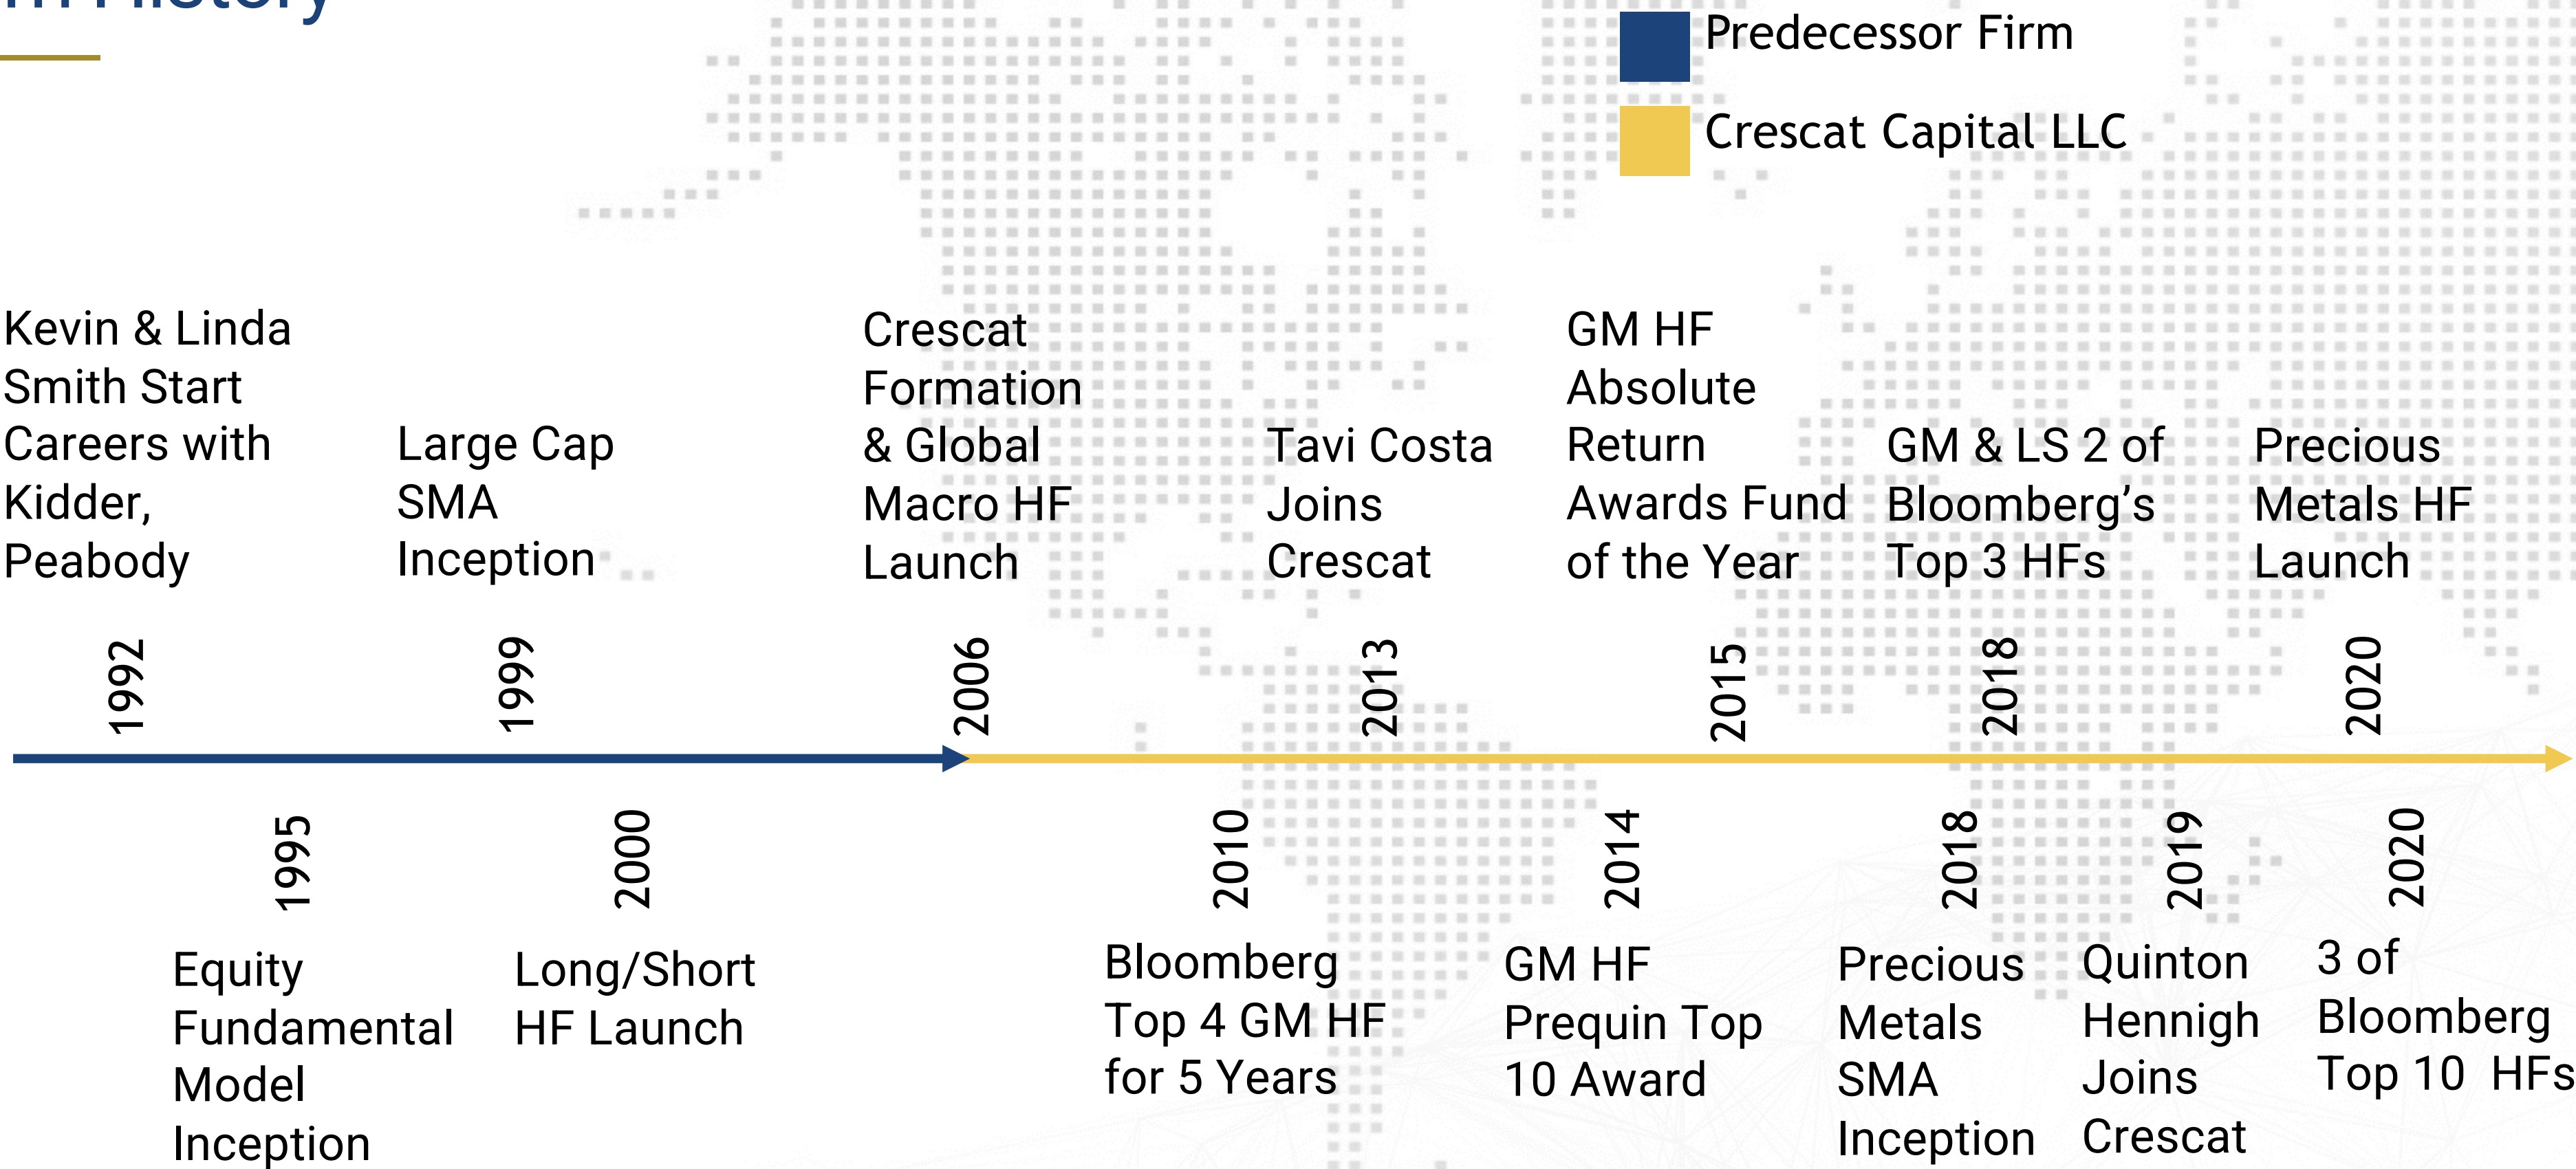 History
Predecessor Firm
Crescat Capital LLC
Kevin & Linda
Smith Start
Careers with
Kidder,
Peabody
Large Cap
SMA
Inception
Crescat
Formation
& Global
Macro HF
Launch
Tavi Costa
Joins
Crescat
GM HF
Absolute
Return
Awards Fund
of the Year
GM & LS 2 of
Bloomberg’s
Top 3 HFs
Precious
Metals HF
Launch
1992
1999
2006
2013
2015
2018
2020
1995
2000
2010
2014
2018
2019
2020
Equity
Fundamental
Model
Inception
Long/Short
HF Launch
Bloomberg
Top 4 GM HF
for 5 Years
GM HF
Prequin Top
10 Award
Precious
Metals
SMA
Inception
Quinton
Hennigh
Joins
Crescat
3 of
Bloomberg
Top 10 HFs